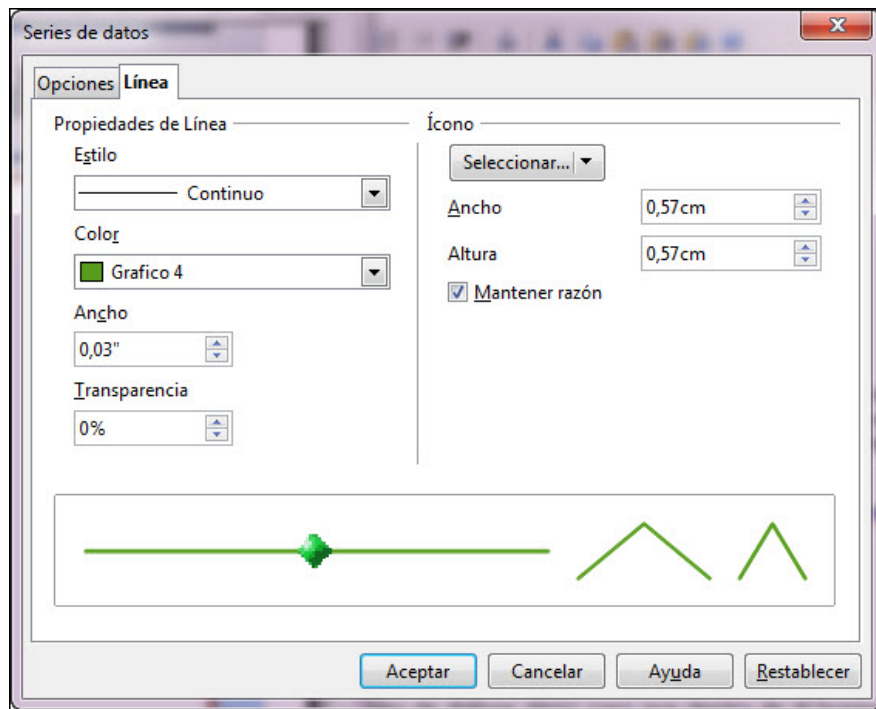 Series de datos
Opciones Línea
Propiedades de Línea
Estilo
Continuo
Color
Grafico 4
Ancho
0,03"
Transparencia
0%
Ícono
Seleccionar...
Ancho
0,57cm
Altura
0,57cm
Mantener razón
Aceptar Cancelar Ayuda Restablecer